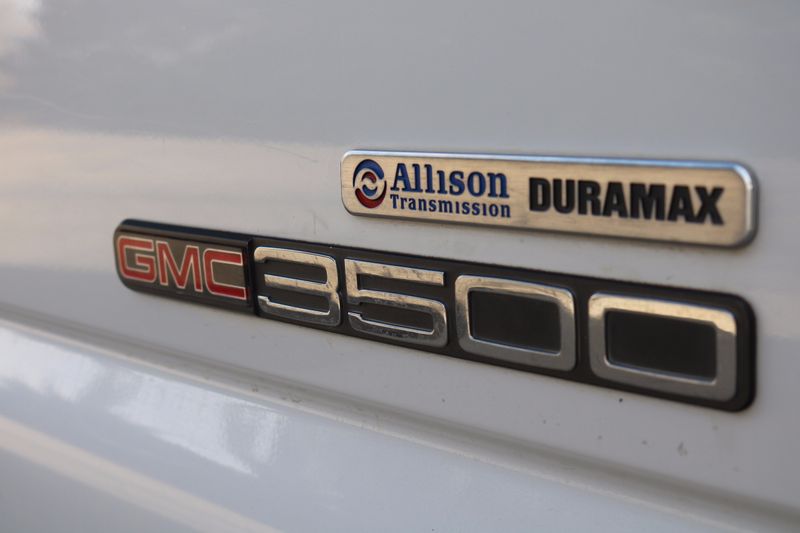 Allison
Transmission
DURAMAX
GMC 3500